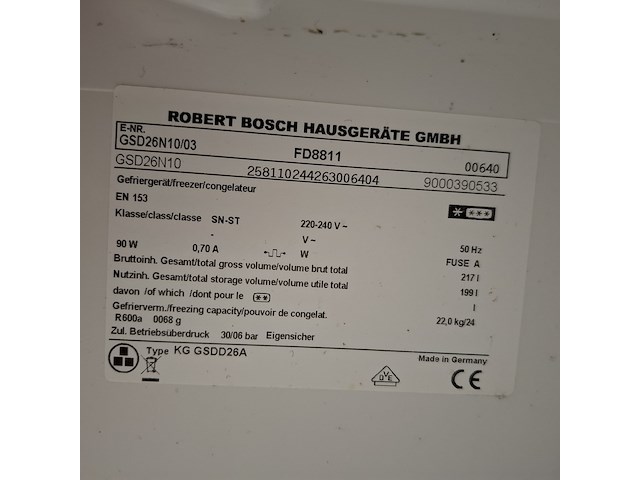 ROBERT BOSCH HAUSGERÄTE GMBH
E-NR.
GSD26N10/03 FD8811 00640
GSD26N10 258110244263006404 9000390533
Gefriergerät/freezer/congelateur
EN 153
Klasse/class/classe SN-ST 220-240 V ~
- V ~ 50 Hz
90 W 0,70 A W FUSE A
Bruttoinh. Gesamt/total gross volume/volume brut total 217 l
Nutzinh. Gesamt/total storage volume/volume utile total 199 l
davon /of which /dont pour le ** l
Gefrierverm./freezing capacity/pouvoir de congelat. 22,0 kg/24
R600a 0068 g
Zul. Betriebsüberdruck 30/06 bar Eigensicher
Type KG GSDD26A Made in Germany
VDE CE